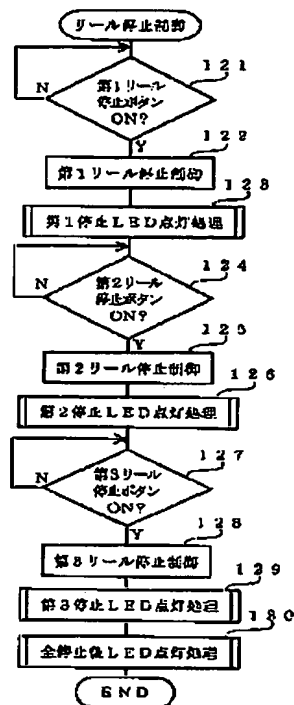 リール停止制御
121
第1リール
停止ボタン
ON?
N
Y
122
第1リール停止制御
123
第1停止LED点灯処理
124
第2リール
停止ボタン
ON?
N
Y
125
第2リール停止制御
126
第2停止LED点灯処理
127
第3リール
停止ボタン
ON?
N
Y
128
第3リール停止制御
129
第3停止LED点灯処理
130
全停止後LED点灯処理
END